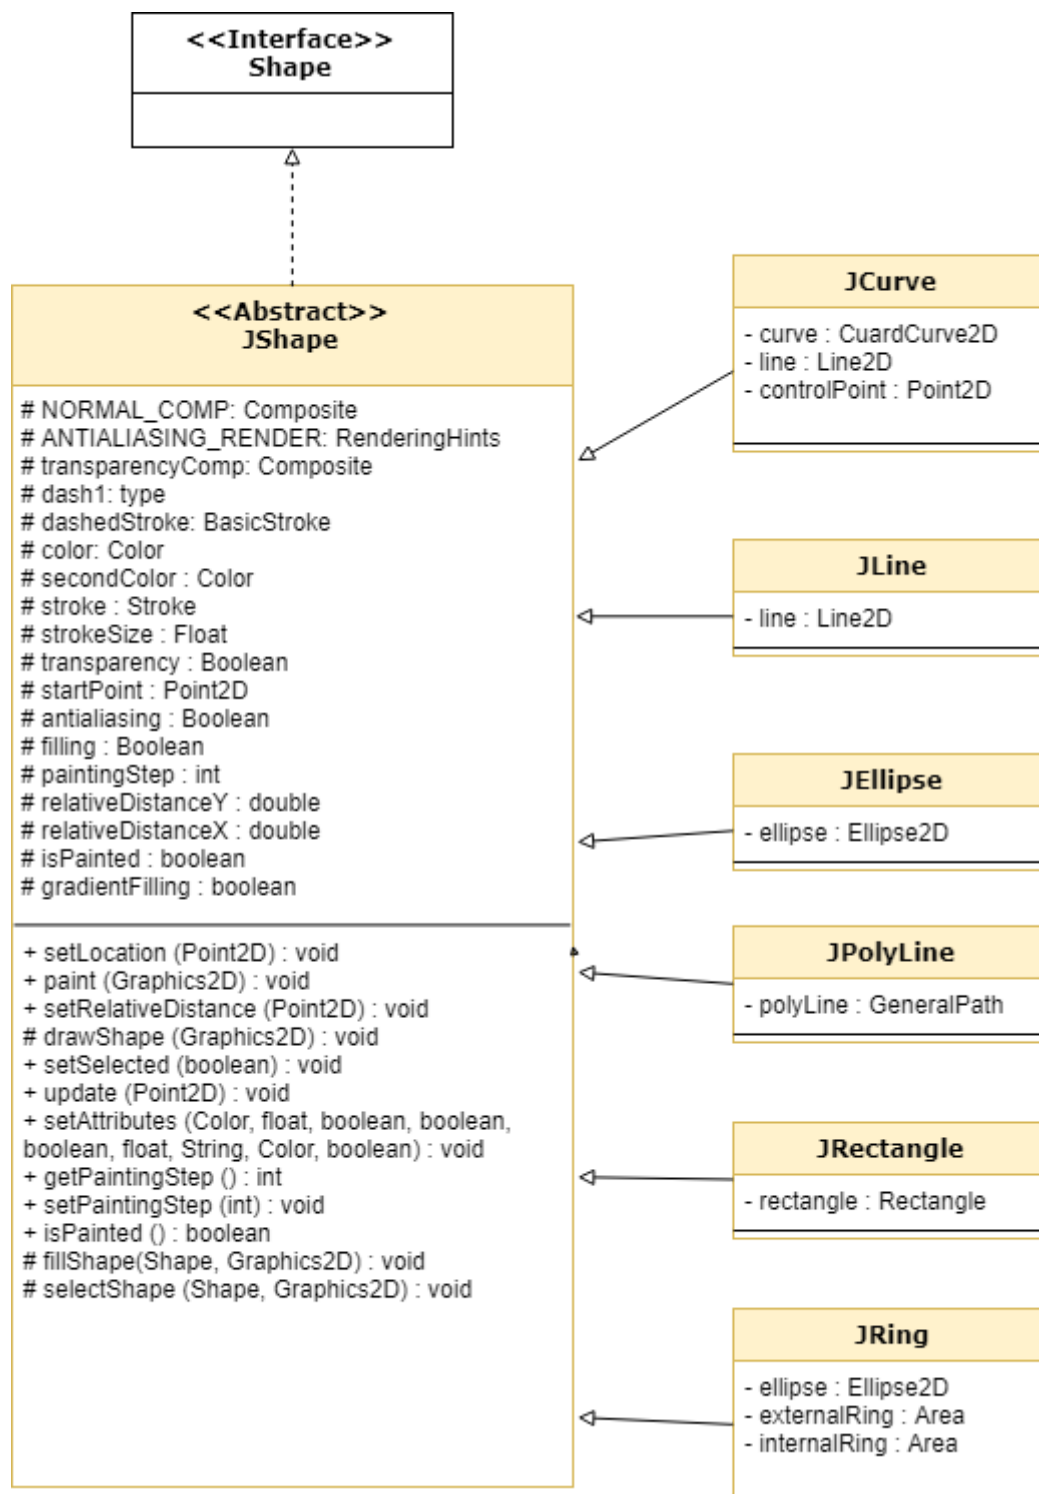 <<Interface>>
Shape
<<Abstract>>
JShape
# NORMAL_COMP: Composite
# ANTIALIASING_RENDER: RenderingHints
# transparencyComp: Composite
# dash1: type
# dashedStroke: BasicStroke
# color: Color
# secondColor : Color
# stroke : Stroke
# strokeSize : Float
# transparency : Boolean
# startPoint : Point2D
# antialiasing : Boolean
# filling : Boolean
# paintingStep : int
# relativeDistanceY : double
# relativeDistanceX : double
# isPainted : boolean
# gradientFilling : boolean
+ setLocation (Point2D) : void
+ paint (Graphics2D) : void
+ setRelativeDistance (Point2D) : void
# drawShape (Graphics2D) : void
+ setSelected (boolean) : void
+ update (Point2D) : void
+ setAttributes (Color, float, boolean, boolean,
boolean, float, String, Color, boolean) : void
+ getPaintingStep () : int
+ setPaintingStep (int) : void
+ isPainted () : boolean
# fillShape(Shape, Graphics2D) : void
# selectShape (Shape, Graphics2D) : void
JCurve
- curve : CuardCurve2D
- line : Line2D
- controlPoint : Point2D
JLine
- line : Line2D
JEllipse
- ellipse : Ellipse2D
JPolyLine
- polyLine : GeneralPath
JRectangle
- rectangle : Rectangle
JRing
- ellipse : Ellipse2D
- externalRing : Area
- internalRing : Area